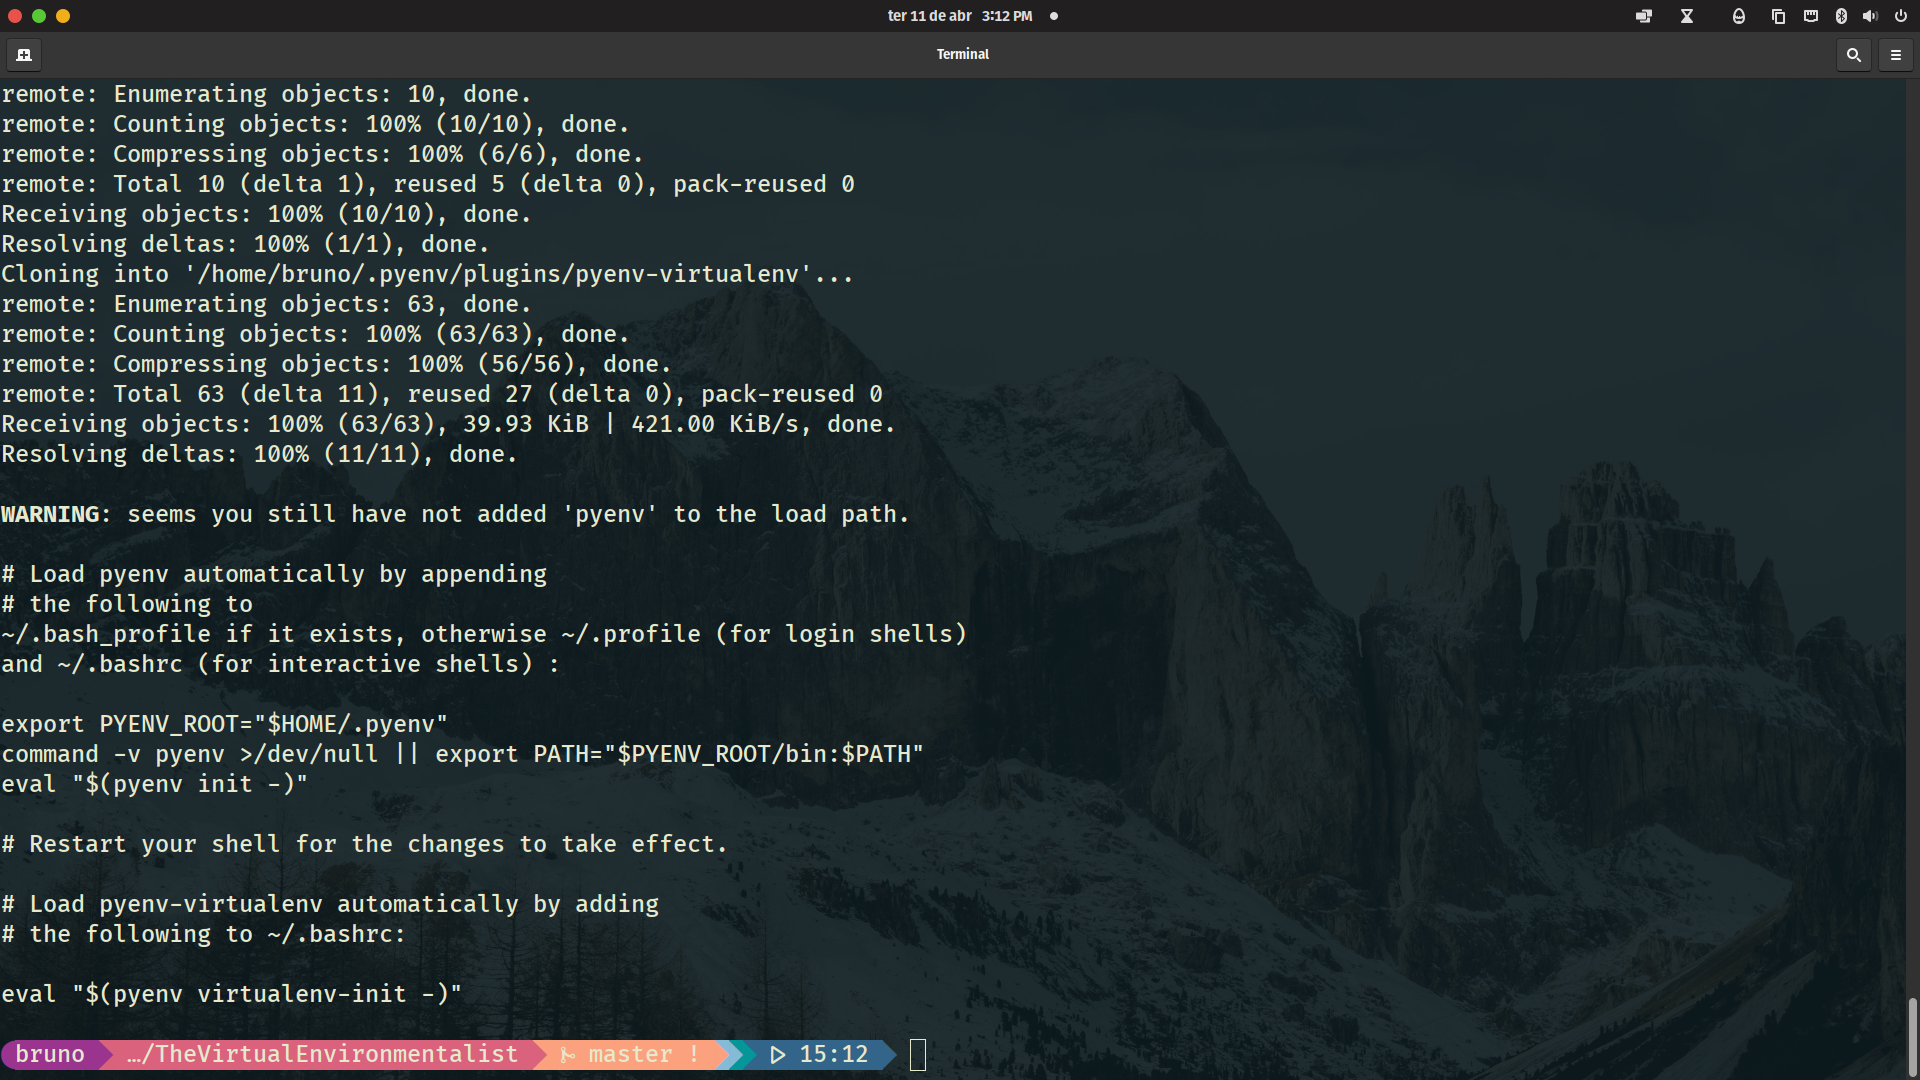 ter 11 de abr 3:12 PM
Terminal
remote: Enumerating objects: 10, done.
remote: Counting objects: 100% (10/10), done.
remote: Compressing objects: 100% (6/6), done.
remote: Total 10 (delta 1), reused 5 (delta 0), pack-reused 0
Receiving objects: 100% (10/10), done.
Resolving deltas: 100% (1/1), done.
Cloning into '/home/bruno/.pyenv/plugins/pyenv-virtualenv'...
remote: Enumerating objects: 63, done.
remote: Counting objects: 100% (63/63), done.
remote: Compressing objects: 100% (56/56), done.
remote: Total 63 (delta 11), reused 27 (delta 0), pack-reused 0
Receiving objects: 100% (63/63), 39.93 KiB | 421.00 KiB/s, done.
Resolving deltas: 100% (11/11), done.
WARNING: seems you still have not added 'pyenv' to the load path.
# Load pyenv automatically by appending
# the following to
~/.bash_profile if it exists, otherwise ~/.profile (for login shells)
and ~/.bashrc (for interactive shells) :
export PYENV_ROOT="$HOME/.pyenv"
command -v pyenv >/dev/null || export PATH="$PYENV_ROOT/bin:$PATH"
eval "$(pyenv init -)"
# Restart your shell for the changes to take effect.
# Load pyenv-virtualenv automatically by adding
# the following to ~/.bashrc:
eval "$(pyenv virtualenv-init -)"
bruno …/TheVirtualEnvironmentalist master ! 15:12